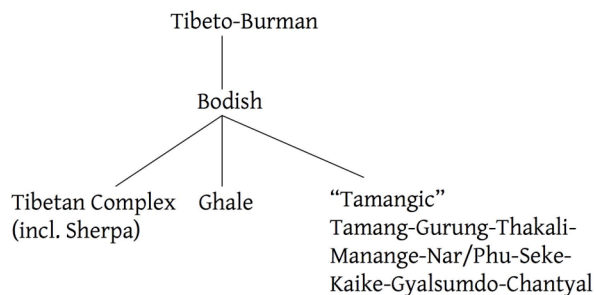 Tibeto-Burman
Bodish
Tibetan Complex
(incl. Sherpa)
Ghale
“Tamangic”
Tamang-Gurung-Thakali-
Manange-Nar/Phu-Seke-
Kaike-Gyalsumdo-Chantyal